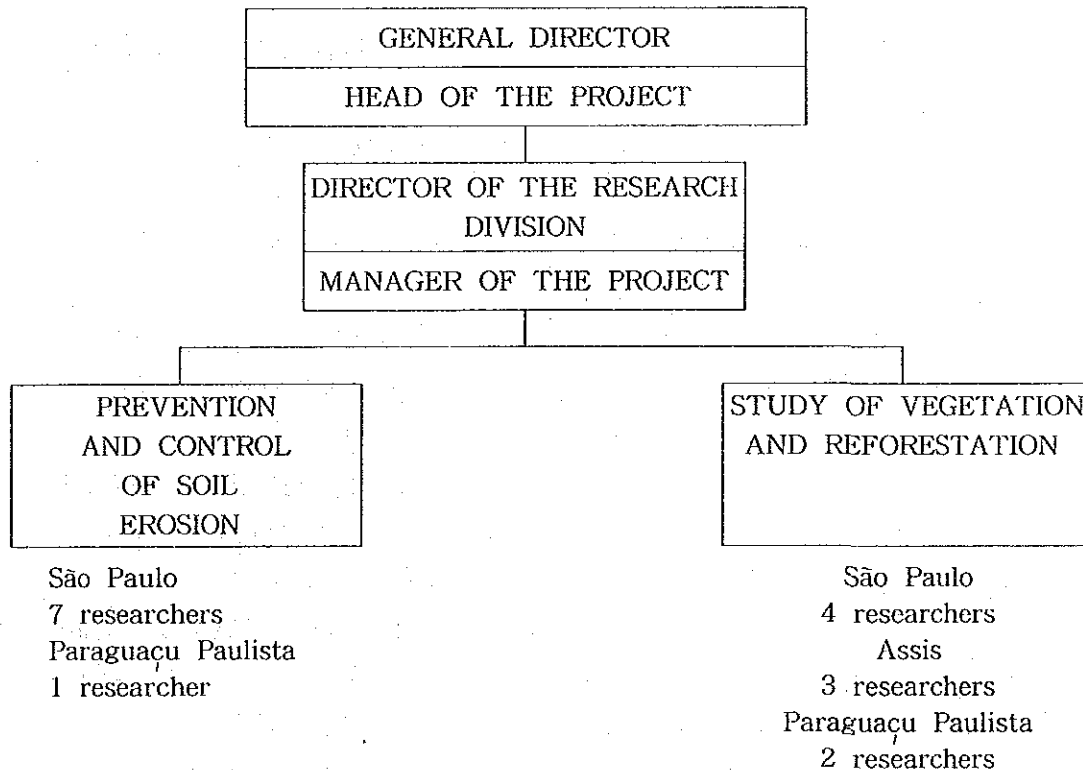 GENERAL DIRECTOR
HEAD OF THE PROJECT
DIRECTOR OF THE RESEARCH
DIVISION
MANAGER OF THE PROJECT
PREVENTION
AND CONTROL
OF SOIL
EROSION
São Paulo
7 researchers
Paraguaçu Paulista
1 researcher
STUDY OF VEGETATION
AND REFORESTATION
São Paulo
4 researchers
Assis
3 researchers
Paraguaçu Paulista
2 researchers